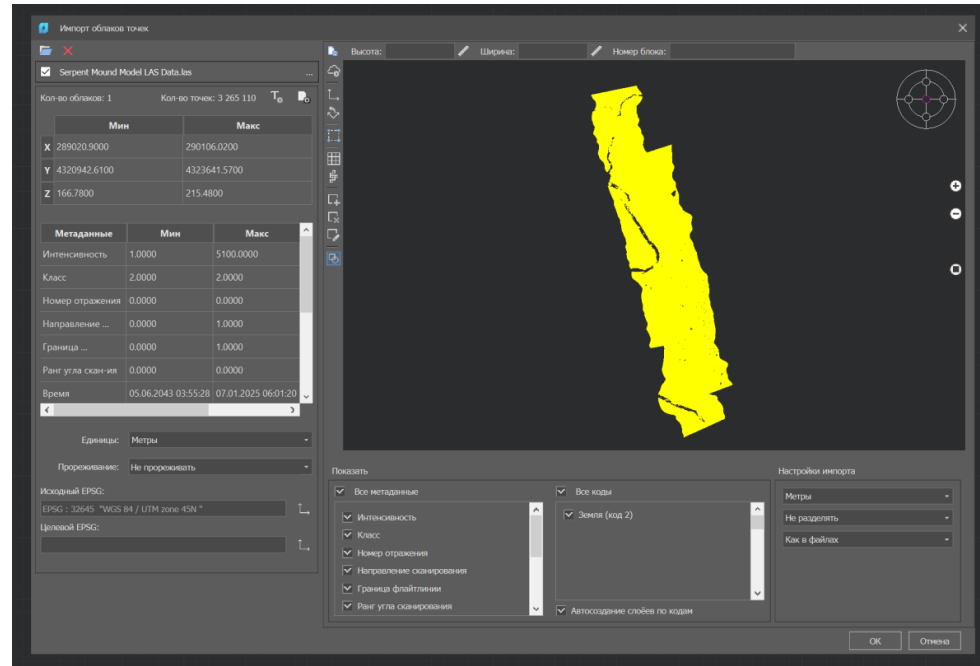 Импорт облаков точек
Высота: Ширина: Номер блока:
Serpent Mound Model LAS Data.las ...
Кол-во облаков: 1 Кол-во точек: 3 265 110
Мин Макс
X 289020.9000 290106.0200
Y 4320942.6100 4323641.5700
Z 166.7800 215.4800
Метаданные Мин Макс
Интенсивность 1.0000 5100.0000
Класс 2.0000 2.0000
Номер отражения 0.0000 0.0000
Направление ... 0.0000 1.0000
Граница ... 0.0000 1.0000
Ранг угла скан-ия 0.0000 0.0000
Время 05.06.2043 03:55:28 07.01.2025 06:01:20
Единицы: Метры
Прореживание: Не прореживать
Исходный EPSG:
EPSG : 32645 "WGS 84 / UTM zone 45N "
Целевой EPSG:
Показать
Все метаданные
Интенсивность
Класс
Номер отражения
Направление сканирования
Граница флайтлинии
Ранг угла сканирования
Все коды
Земля (код 2)
Автосоздание слоёв по кодам
Настройки импорта
Метры
Не разделять
Как в файлах
OK Отмена